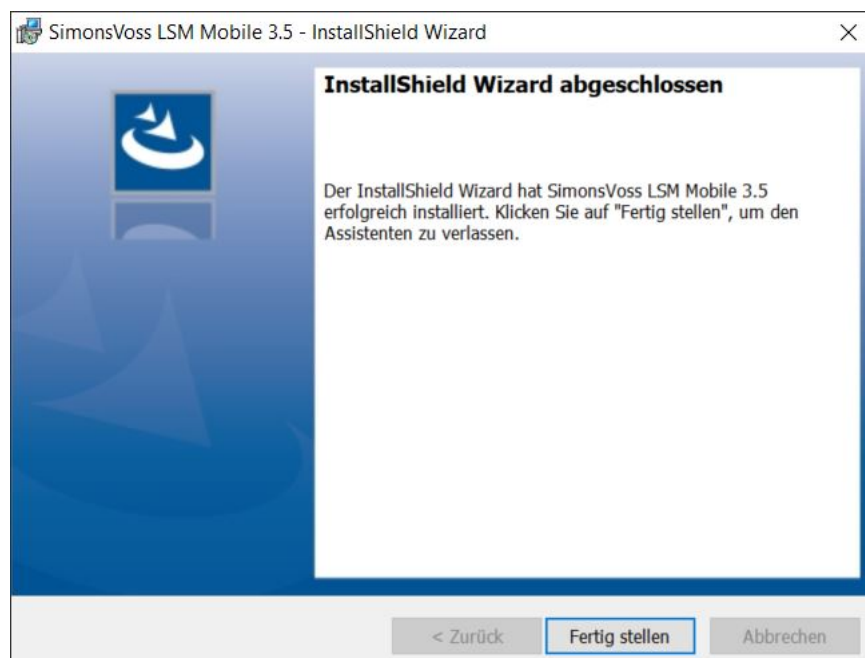 SimonsVoss LSM Mobile 3.5 - InstallShield Wizard
InstallShield Wizard abgeschlossen
Der InstallShield Wizard hat SimonsVoss LSM Mobile 3.5
erfolgreich installiert. Klicken Sie auf "Fertig stellen", um den
Assistenten zu verlassen.
< Zurück Fertig stellen Abbrechen